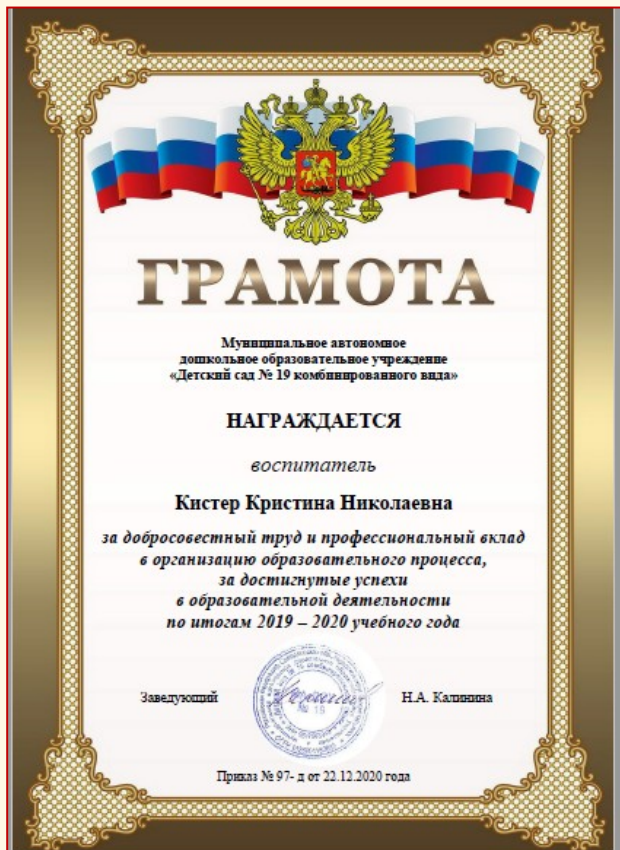 ГРАМОТА
Муниципальное автономное
дошкольное образовательное учреждение
«Детский сад № 19 комбинированного вида»
НАГРАЖДАЕТСЯ
воспитатель
Кистер Кристина Николаевна
за добросовестный труд и профессиональный вклад
в организацию образовательного процесса,
за достигнутые успехи
в образовательной деятельности
по итогам 2019 – 2020 учебного года
Заведующий Н.А. Калинина
№ 19
Приказ № 97- д от 22.12.2020 года